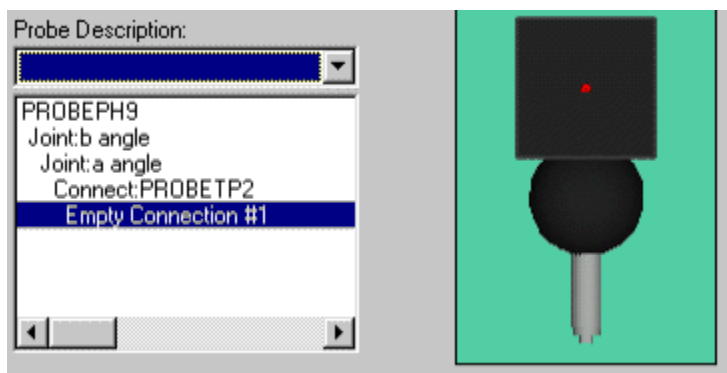 Probe Description:
PROBEPH9
Joint:b angle
Joint:a angle
Connect:PROBETP2
Empty Connection #1